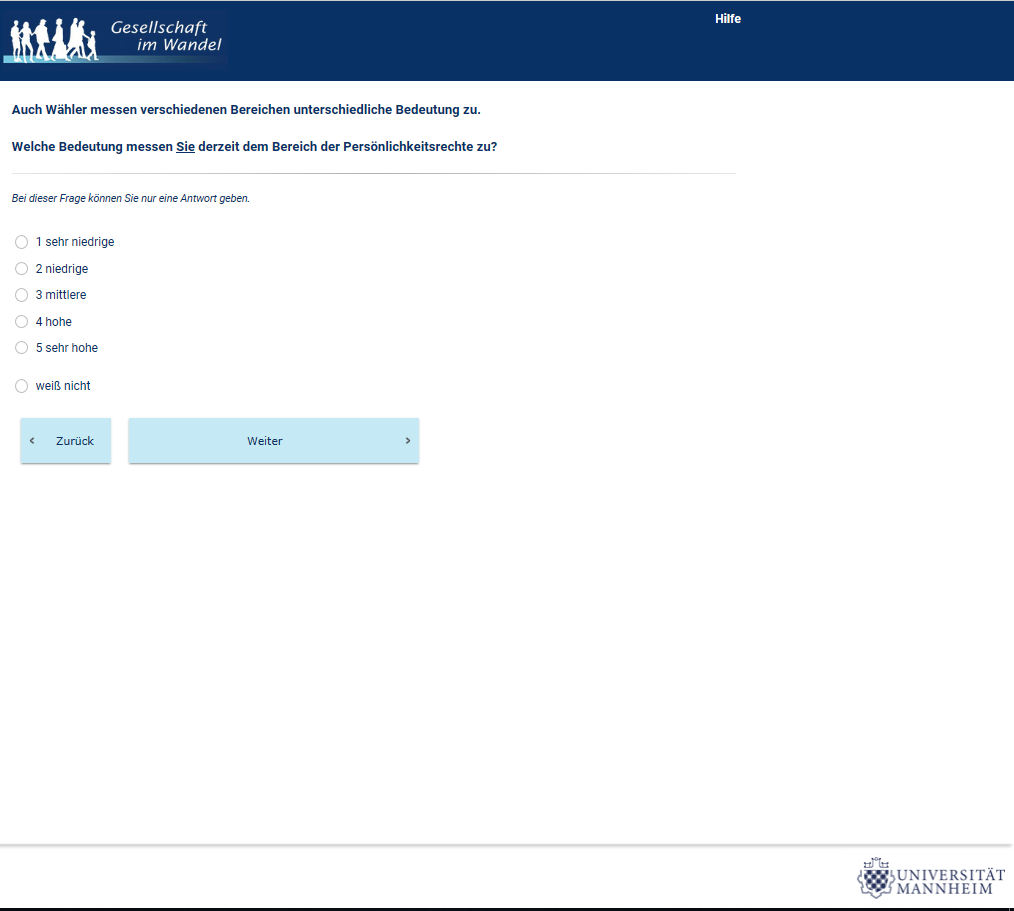 Gesellschaft
im Wandel
Hilfe
Auch Wähler messen verschiedenen Bereichen unterschiedliche Bedeutung zu.
Welche Bedeutung messen Sie derzeit dem Bereich der Persönlichkeitsrechte zu?
Bei dieser Frage können Sie nur eine Antwort geben.
1 sehr niedrige
2 niedrige
3 mittlere
4 hohe
5 sehr hohe
weiß nicht
‹ Zurück
Weiter ›
UNIVERSITÄT
MANNHEIM